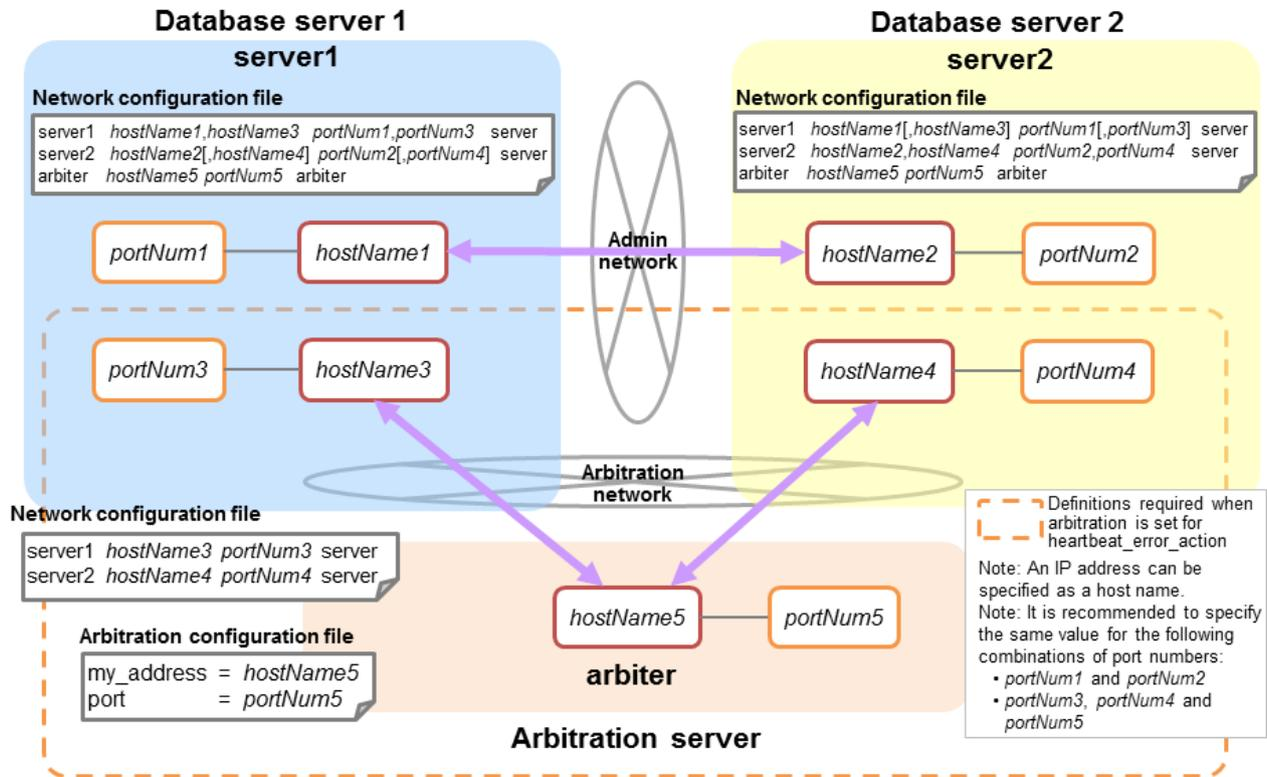 Database server 1
server1
Network configuration file
server1 hostName1,hostName3 portNum1,portNum3 server
server2 hostName2[,hostName4] portNum2[,portNum4] server
arbiter hostName5 portNum5 arbiter
portNum1
hostName1
portNum3
hostName3
Admin
network
Database server 2
server2
Network configuration file
server1 hostName1[,hostName3] portNum1[,portNum3] server
server2 hostName2,hostName4 portNum2,portNum4 server
arbiter hostName5 portNum5 arbiter
hostName2
portNum2
hostName4
portNum4
Arbitration
network
Network configuration file
server1 hostName3 portNum3 server
server2 hostName4 portNum4 server
Arbitration configuration file
my_address = hostName5
port = portNum5
hostName5
portNum5
arbiter
Arbitration server
Definitions required when
arbitration is set for
heartbeat_error_action
Note: An IP address can be
specified as a host name.
Note: It is recommended to specify
the same value for the following
combinations of port numbers:
• portNum1 and portNum2
• portNum3, portNum4 and
portNum5